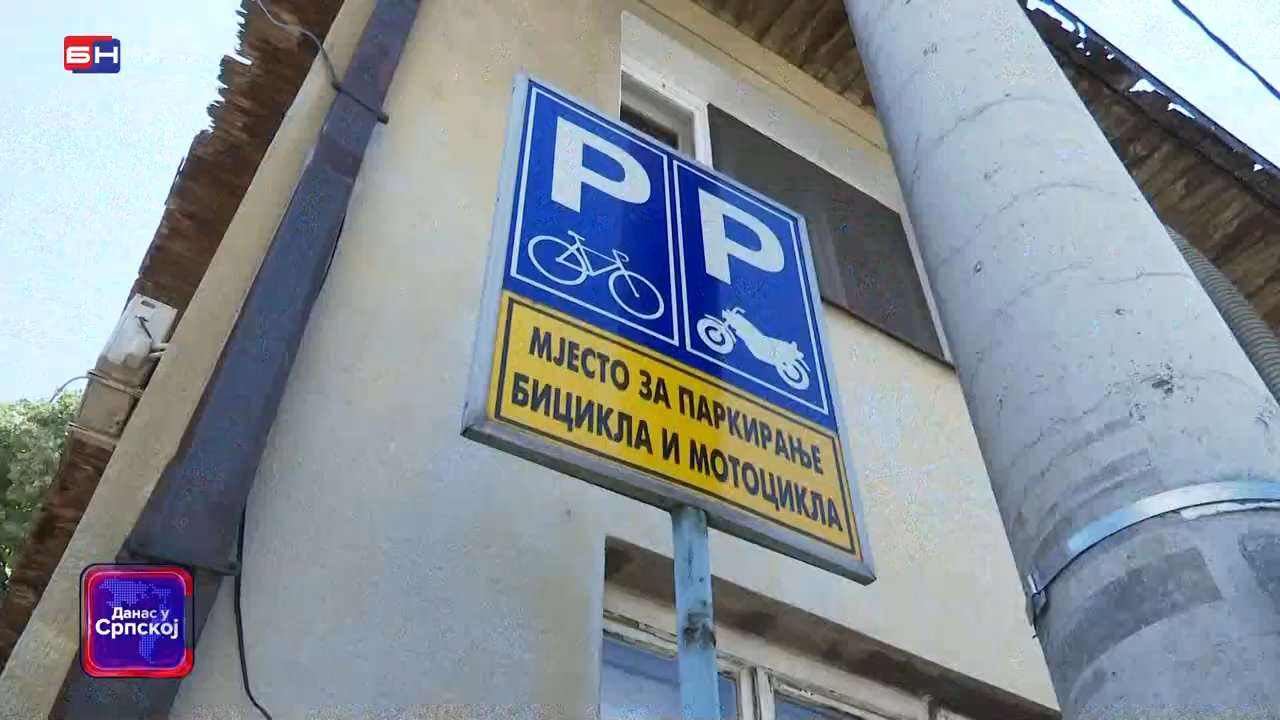 БН
P P
МЈЕСТО ЗА ПАРКИРАЊЕ
БИЦИКЛА И МОТОЦИКЛА
Данас у
Српској